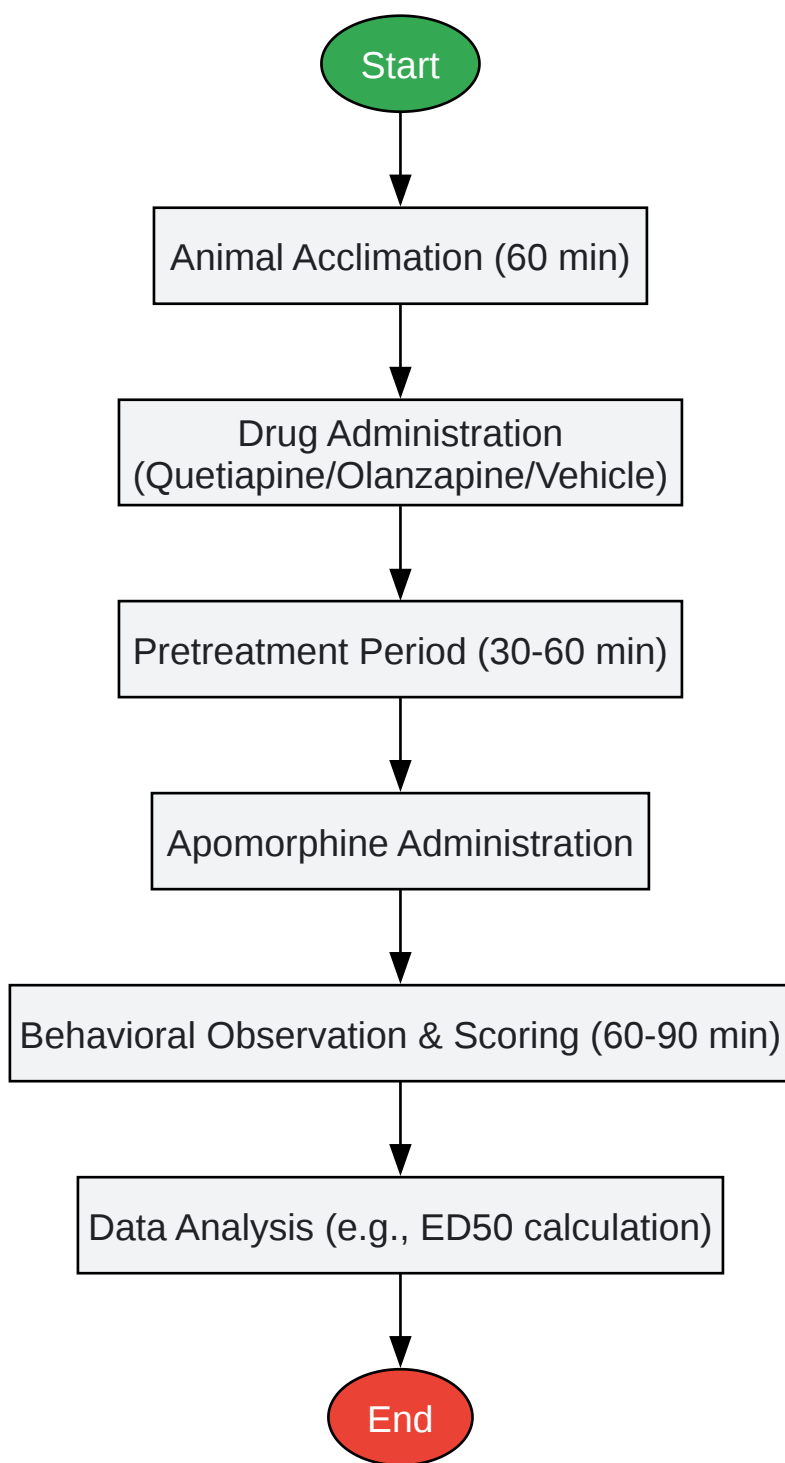 Start
Animal Acclimation (60 min)
Drug Administration
(Quetiapine/Olanzapine/Vehicle)
Pretreatment Period (30-60 min)
Apomorphine Administration
Behavioral Observation & Scoring (60-90 min)
Data Analysis (e.g., ED50 calculation)
End